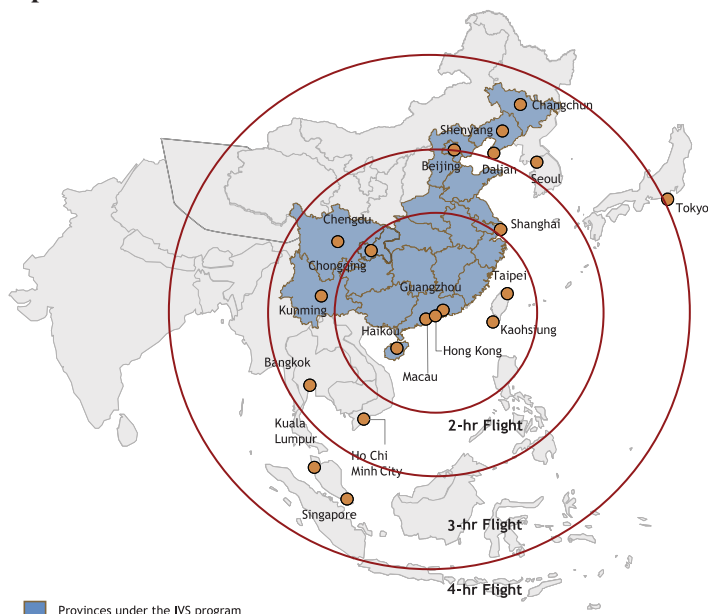 Changchun
Shenyang
Beijing
Dalian
Seoul
Tokyo
Chengdu
Shanghai
Chongqing
Taipei
Guangzhou
Kunming
Haikou
Kaohsiung
Hong Kong
Bangkok
Macau
Kuala
Lumpur
2-hr Flight
Ho Chi
Minh City
Singapore
3-hr Flight
4-hr Flight
Provinces under the IVS program